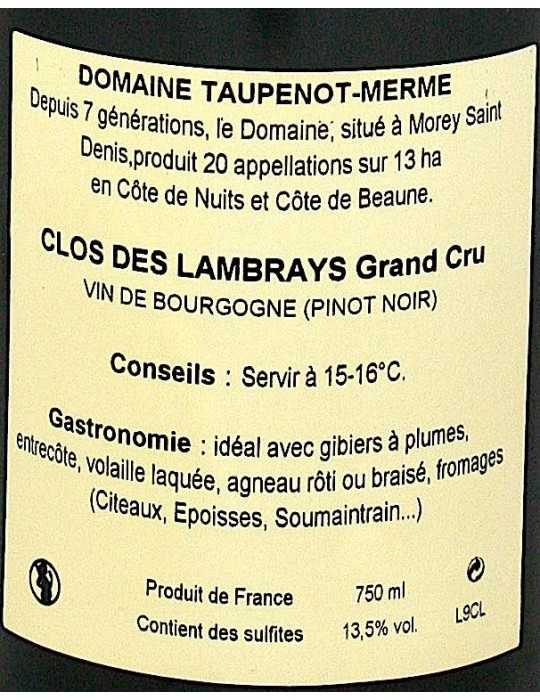 DOMAINE TAUPENOT-MERME
Depuis 7 générations, le Domaine, situé à Morey Saint
Denis,produit 20 appellations sur 13 ha
en Côte de Nuits et Côte de Beaune.
CLOS DES LAMBRAYS Grand Cru
VIN DE BOURGOGNE (PINOT NOIR)
Conseils : Servir à 15-16°C.
Gastronomie : idéal avec gibiers à plumes,
entrecôte, volaille laquée, agneau rôti ou braisé, fromages
(Citeaux, Epoisses, Soumaintrain...)
Produit de France 750 ml
Contient des sulfites 13,5% vol. L9CL